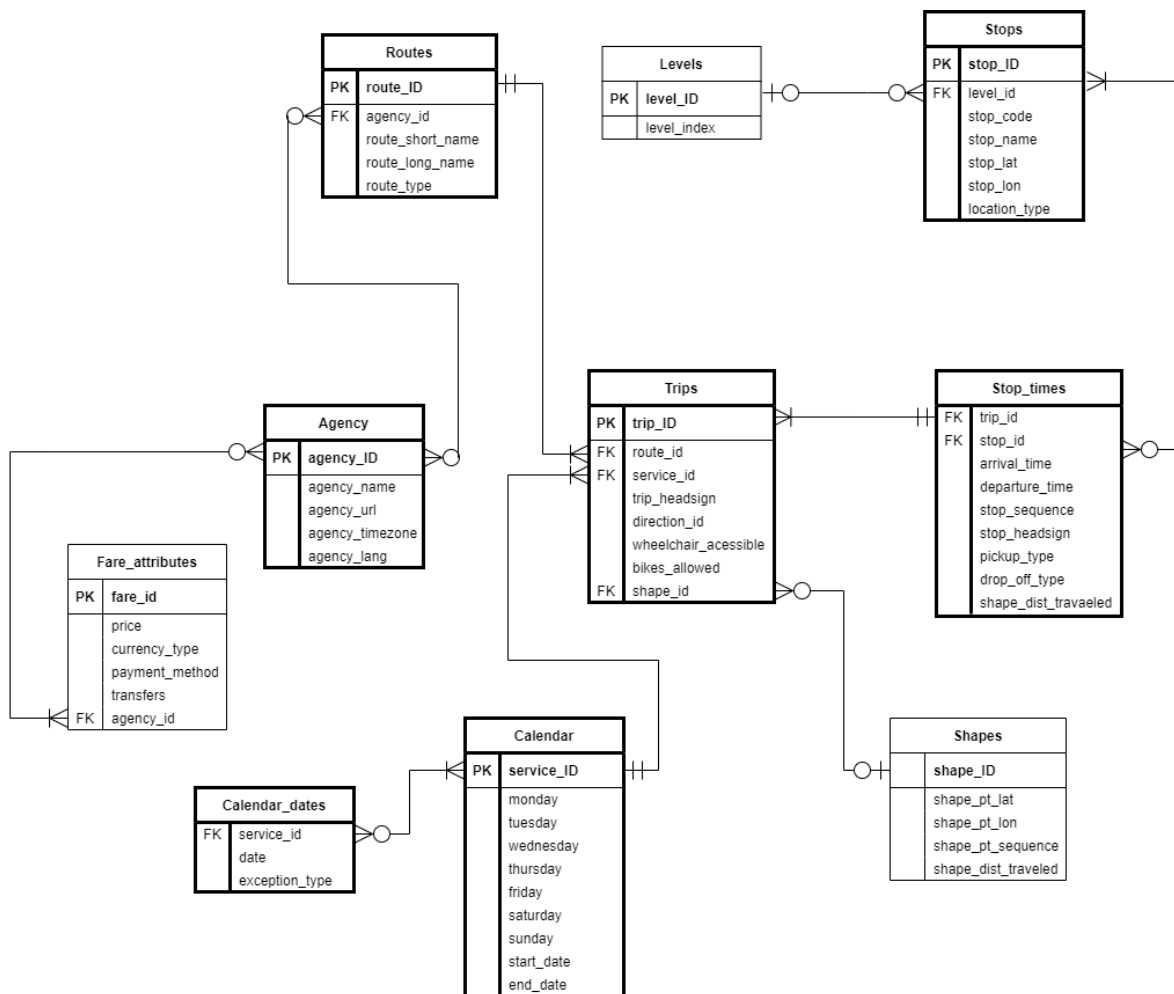 Routes
PK route_ID
FK agency_id
route_short_name
route_long_name
route_type
Levels
PK level_ID
level_index
Stops
PK stop_ID
FK level_id
stop_code
stop_name
stop_lat
stop_lon
location_type
Agency
PK agency_ID
agency_name
agency_url
agency_timezone
agency_lang
Trips
PK trip_ID
FK route_id
FK service_id
trip_headsign
direction_id
wheelchair_acessible
bikes_allowed
FK shape_id
Stop_times
FK trip_id
FK stop_id
arrival_time
departure_time
stop_sequence
stop_headsign
pickup_type
drop_off_type
shape_dist_travaeled
Fare_attributes
PK fare_id
price
currency_type
payment_method
transfers
FK agency_id
Calendar
PK service_ID
monday
tuesday
wednesday
thursday
friday
saturday
sunday
start_date
end_date
Calendar_dates
FK service_id
date
exception_type
Shapes
shape_ID
shape_pt_lat
shape_pt_lon
shape_pt_sequence
shape_dist_traveled